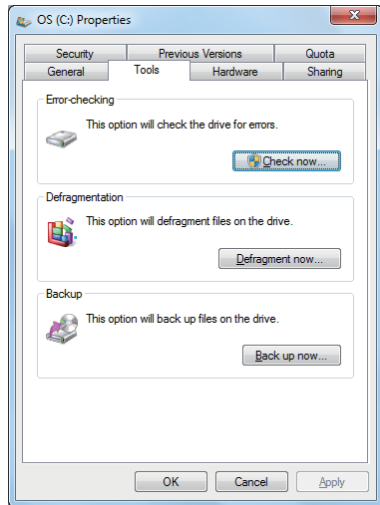 OS (C:) Properties
Security Previous Versions Quota
General Tools Hardware Sharing
Error-checking
This option will check the drive for errors.
Check now...
Defragmentation
This option will defragment files on the drive.
Defragment now...
Backup
This option will back up files on the drive.
Back up now...
OK Cancel Apply